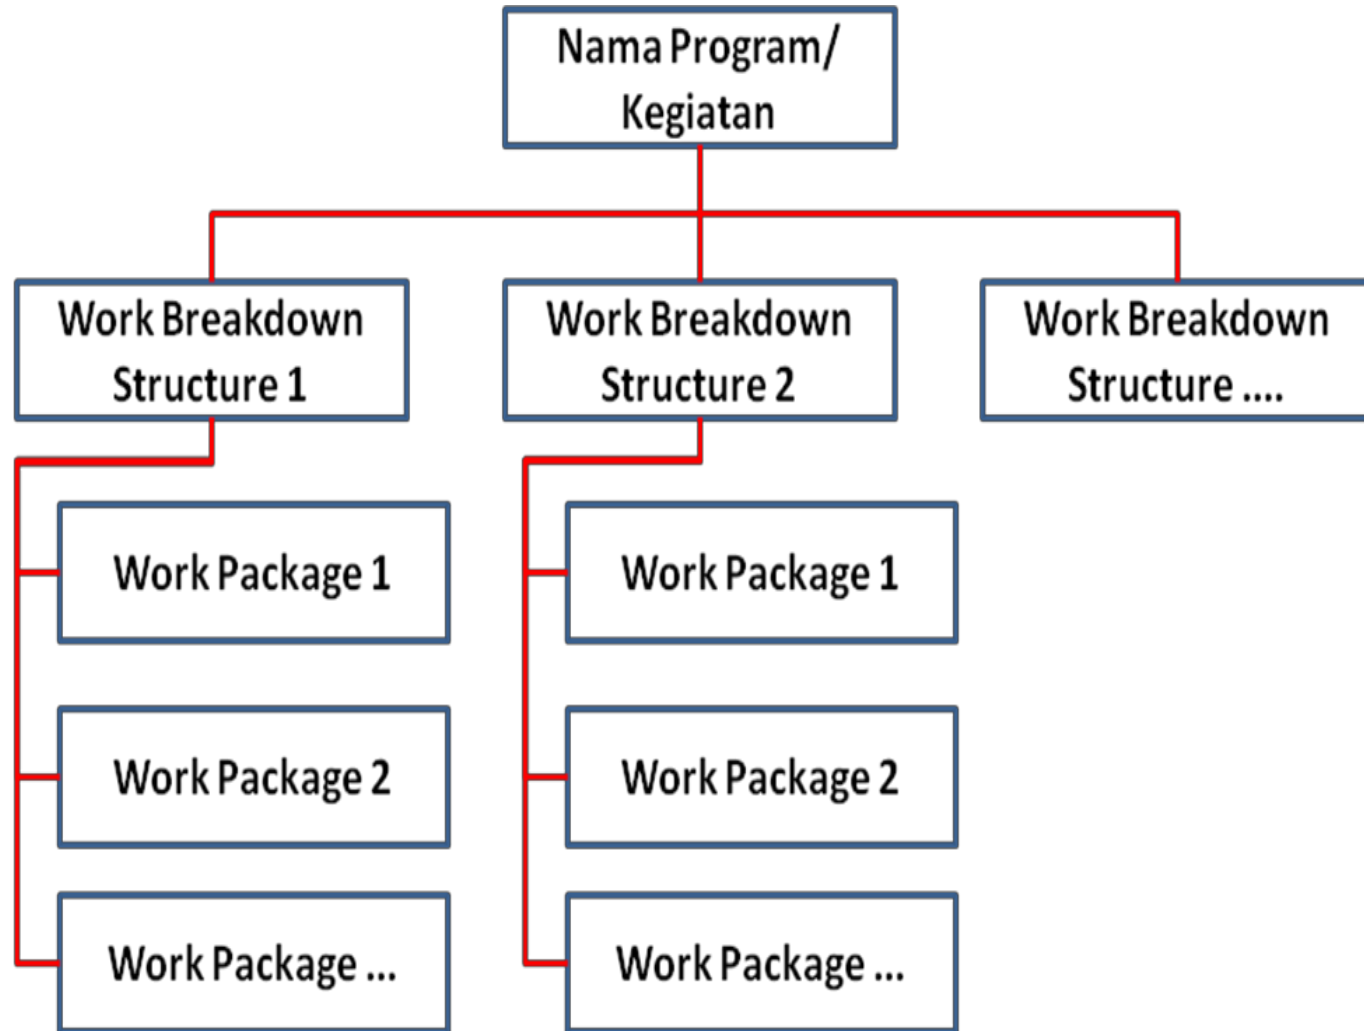 Nama Program/
Kegiatan
Work Breakdown
Structure 1
Work Breakdown
Structure 2
Work Breakdown
Structure ....
Work Package 1
Work Package 2
Work Package ...
Work Package 1
Work Package 2
Work Package ...